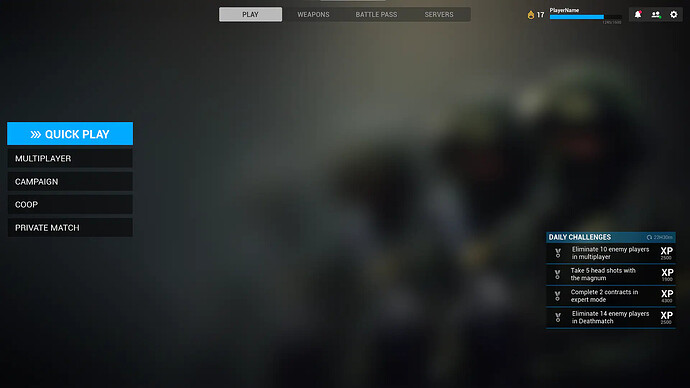 PLAY
WEAPONS
BATTLE PASS
SERVERS
17
PlayerName
QUICK PLAY
MULTIPLAYER
CAMPAIGN
COOP
PRIVATE MATCH
DAILY CHALLENGES
Eliminate 10 enemy players
in multiplayer
XP
2500
Take 5 head shots with
the magnum
XP
1500
Complete 2 contracts in
expert mode
XP
4300
Eliminate 14 enemy players
in Deathmatch
XP
2500